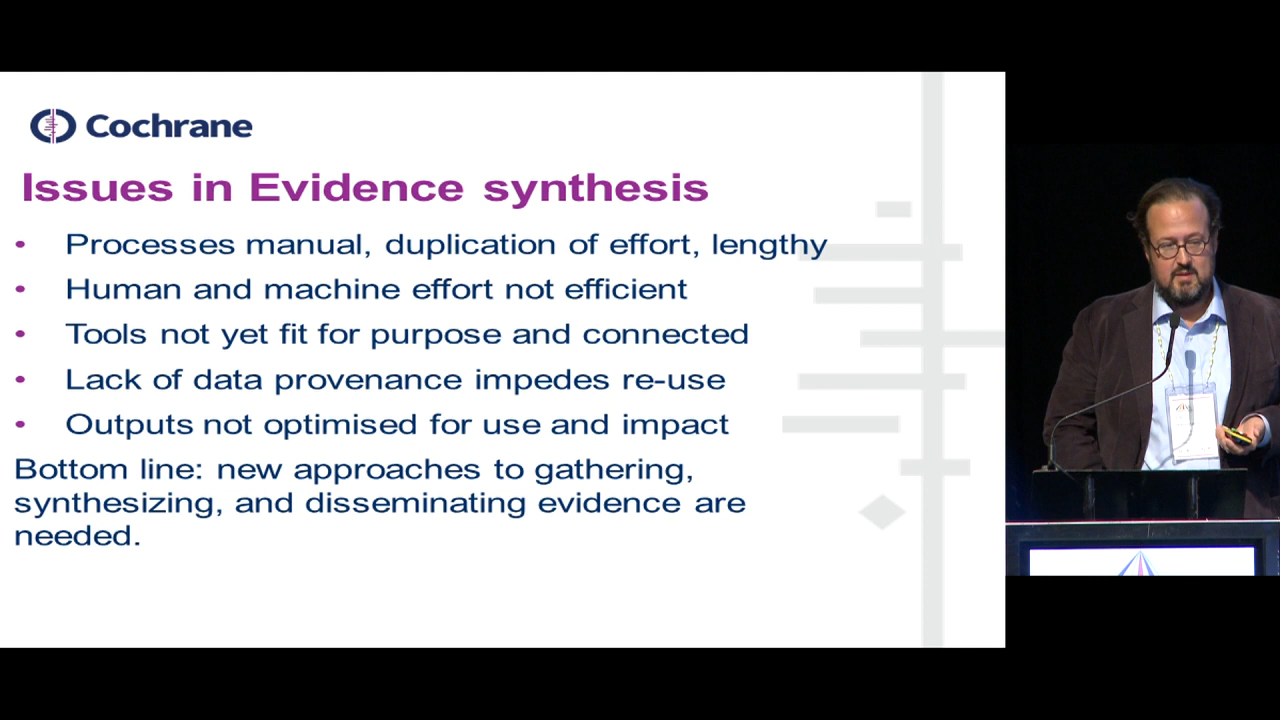 Cochrane
Issues in Evidence synthesis
• Processes manual, duplication of effort, lengthy
• Human and machine effort not efficient
• Tools not yet fit for purpose and connected
• Lack of data provenance impedes re-use
• Outputs not optimised for use and impact
Bottom line: new approaches to gathering,
synthesizing, and disseminating evidence are
needed.